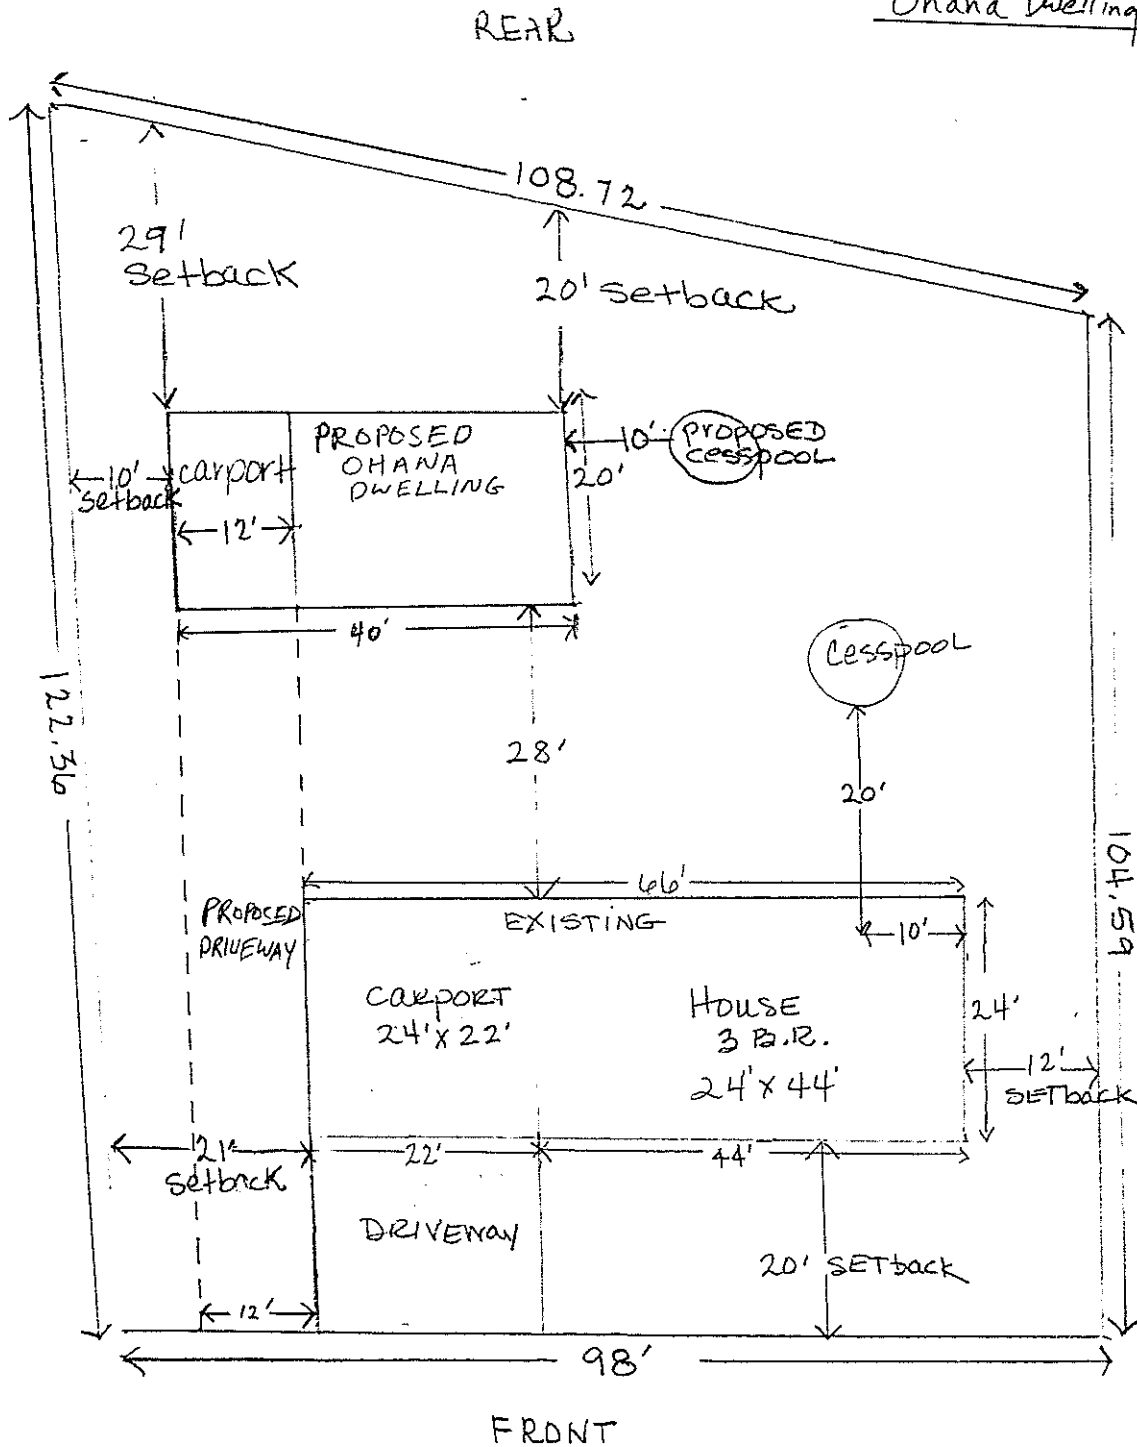 Ohana Dwelling
REAR
108.72
29'
Setback
20' setback
PROPOSED
OHANA
DWELLING
carport
10'
setback
12'
20'
10'
PROPOSED
CESSPOOL
40'
122.36
Cesspool
28'
20'
104.59
66'
PROPOSED
DRIVEWAY
EXISTING
10'
CARPORT
24' X 22'
HOUSE
3 B.R.
24' X 44'
24'
12'
SETback
21'
setback
22'
44'
DRIVEWAY
20' SETback
12'
98'
FRONT